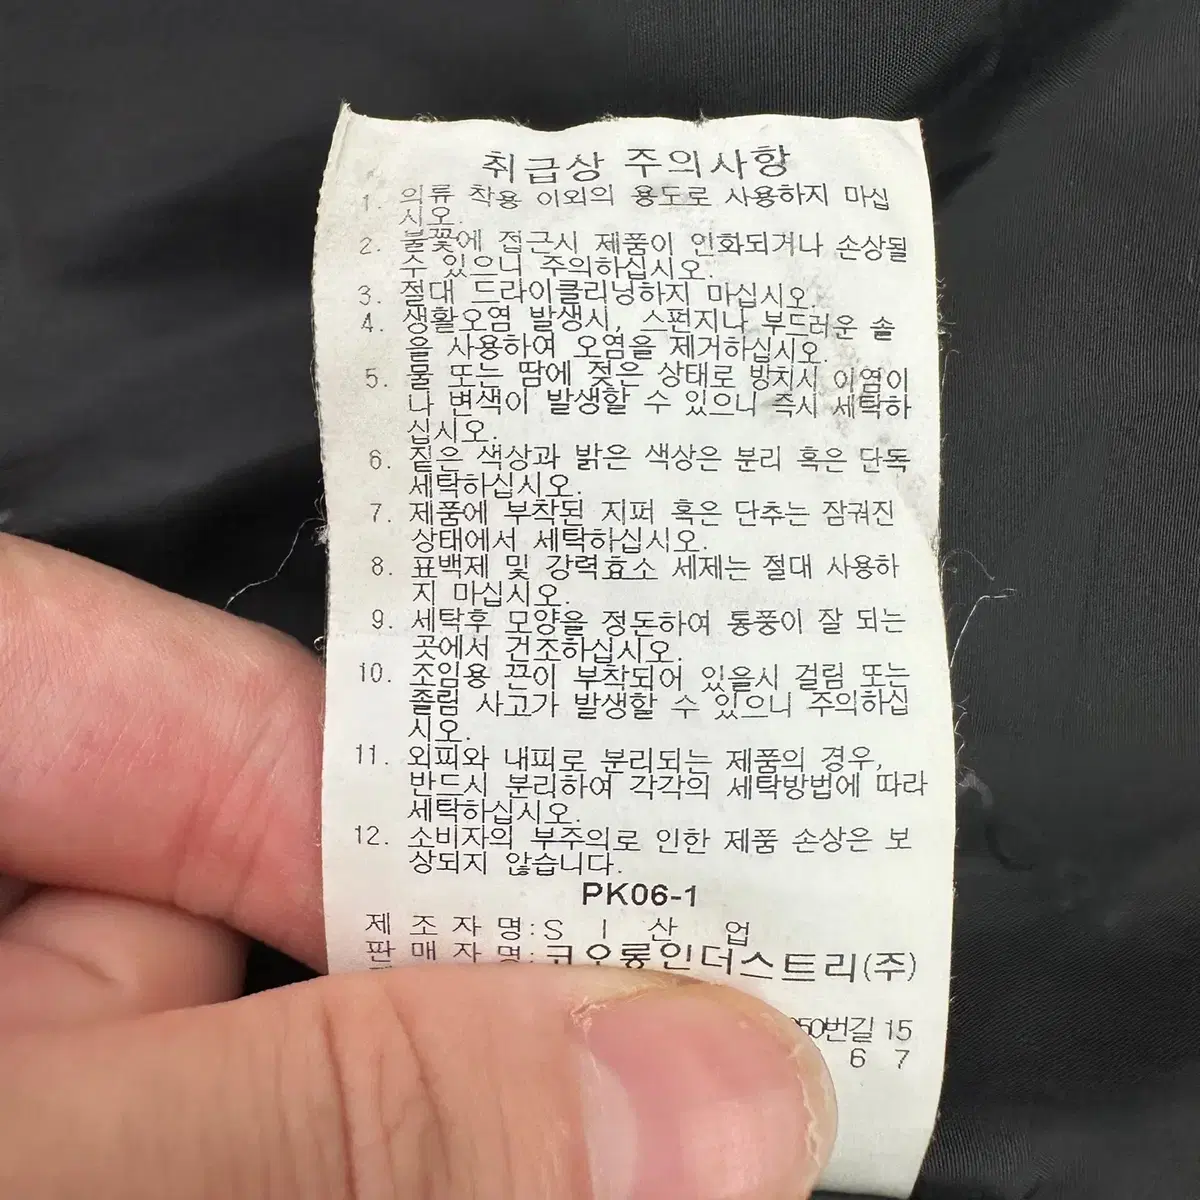 취급상 주의사항
1. 의류 착용 이외의 용도로 사용하지 마십
시오.
2. 불꽃에 접근시 제품이 인화되거나 손상될
수 있으니 주의하십시오.
3. 절대 드라이클리닝하지 마십시오.
4. 생활오염 발생시, 스펀지나 부드러운 솔
을 사용하여 오염을 제거하십시오.
5. 물 또는 땀에 젖은 상태로 방치시 이염이
나 변색이 발생할 수 있으니 즉시 세탁하
십시오.
6. 짙은 색상과 밝은 색상은 분리 혹은 단독
세탁하십시오.
7. 제품에 부착된 지퍼 혹은 단추는 잠궈진
상태에서 세탁하십시오.
8. 표백제 및 강력효소 세제는 절대 사용하
지 마십시오.
9. 세탁후 모양을 정돈하여 통풍이 잘 되는
곳에서 건조하십시오.
10. 조임용 끈이 부착되어 있을시 걸림 또는
졸림 사고가 발생할 수 있으니 주의하십
시오.
11. 외피와 내피로 분리되는 제품의 경우,
반드시 분리하여 각각의 세탁방법에 따라
세탁하십시오.
12. 소비자의 부주의로 인한 제품 손상은 보
상되지 않습니다.
PK06-1
제 조 자 명: S I 산 업
판 매 자 명: 코오롱인더스트리(주)
50번길 15
6 7